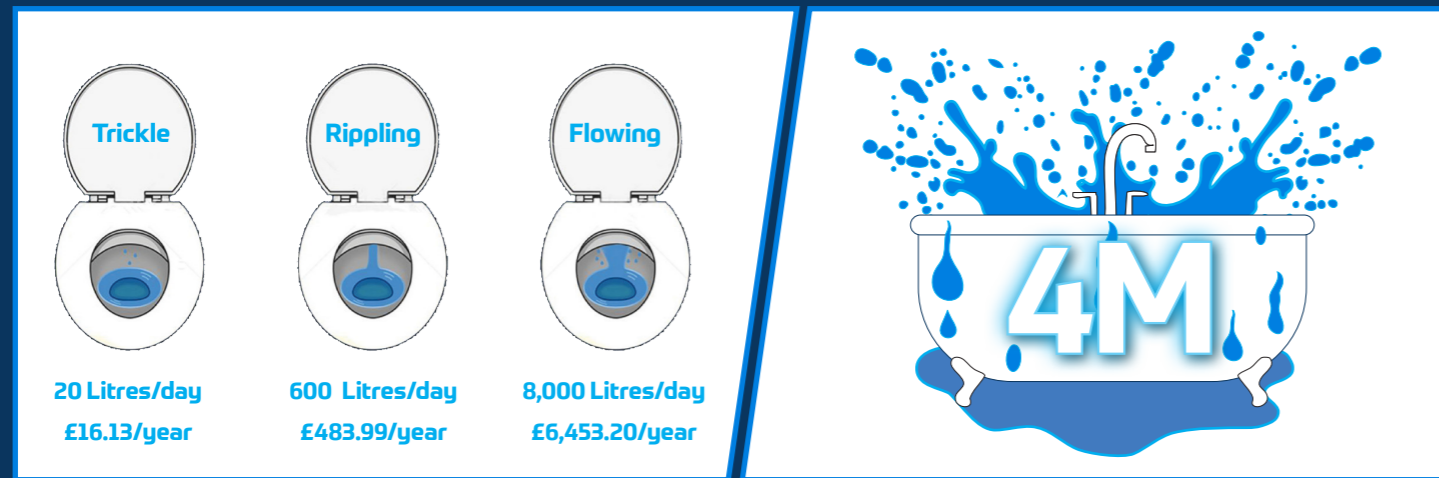 Trickle
Rippling
Flowing
20 Litres/day
£16.13/year
600 Litres/day
£483.99/year
8,000 Litres/day
£6,453.20/year
4M